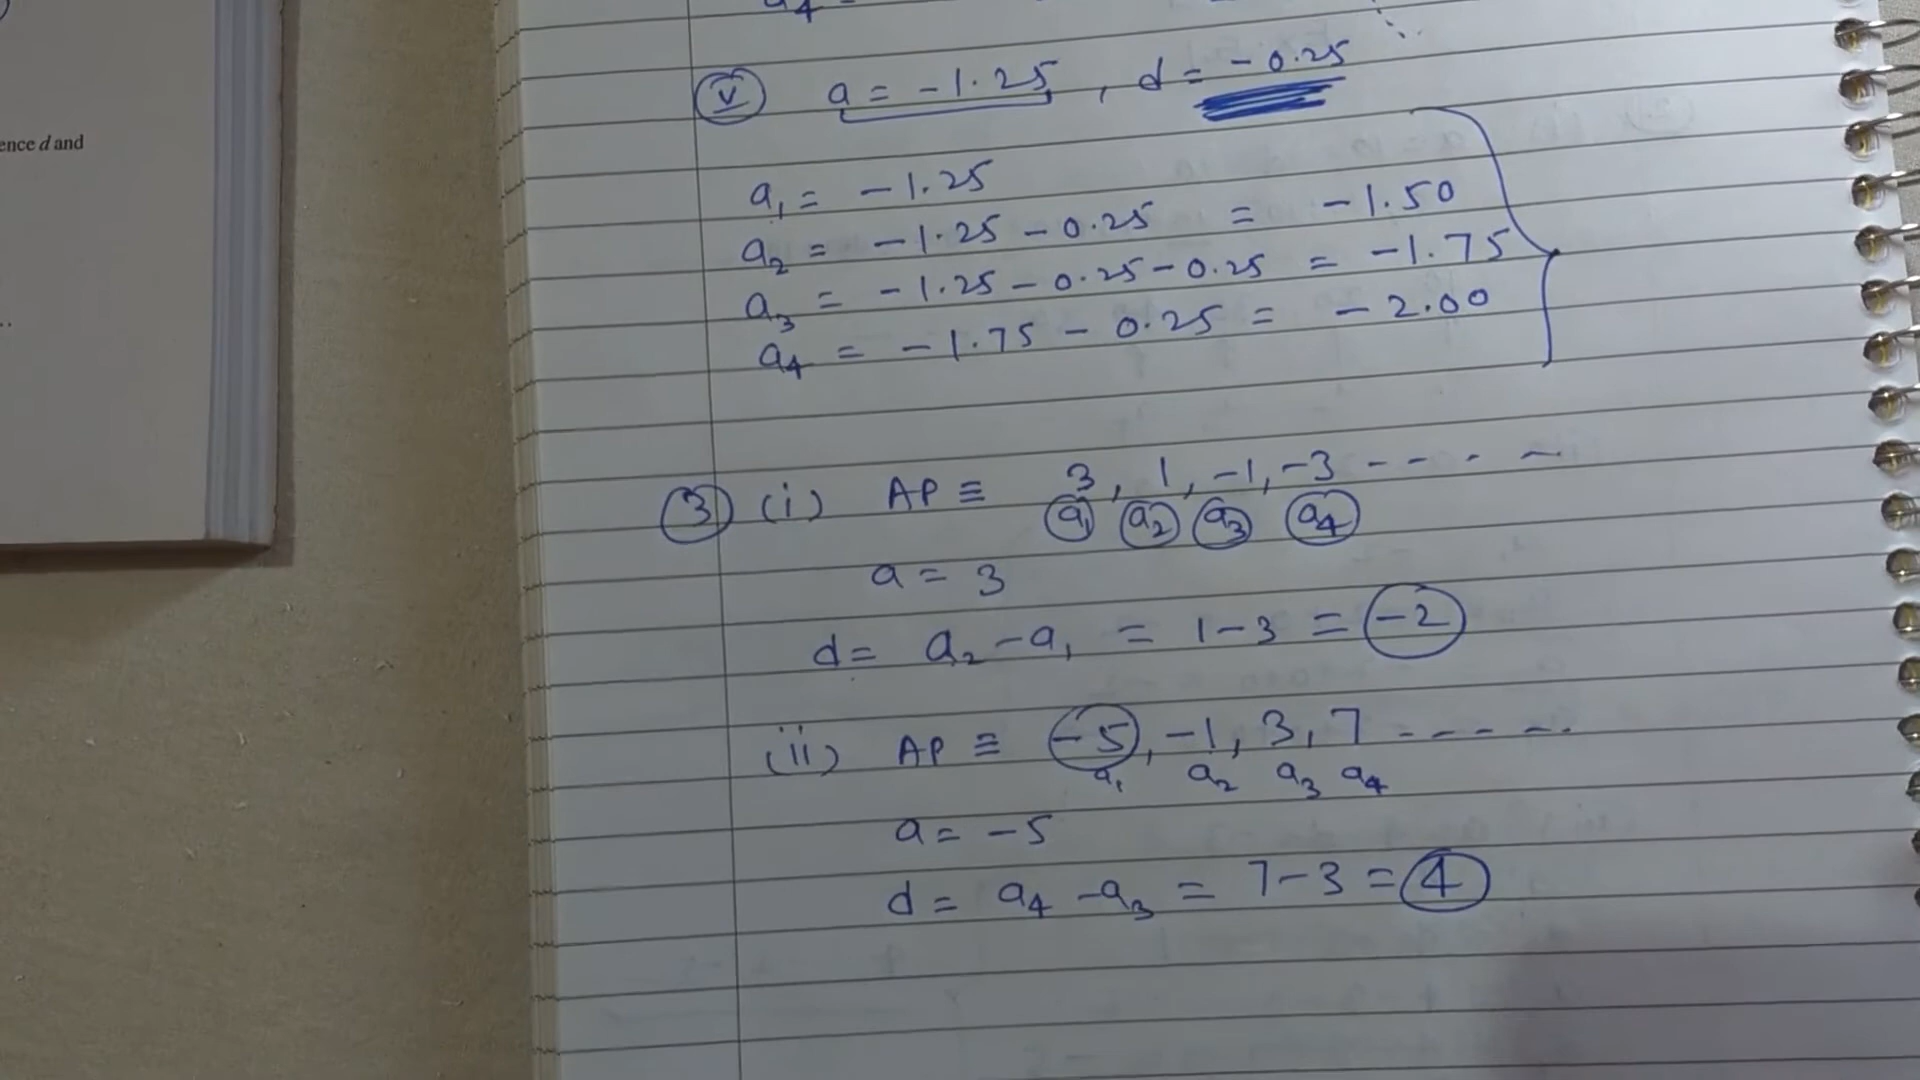 ence d and
..
a4
(v) a = -1.25, d = -0.25
a1 = -1.25
a2 = -1.25 - 0.25 = -1.50
a3 = -1.25 - 0.25 - 0.25 = -1.75
a4 = -1.75 - 0.25 = -2.00
(3) (i) AP ≡ 3, 1, -1, -3 - - - -
a1 a2 a3 a4
a = 3
d = a2 - a1 = 1 - 3 = -2
(ii) AP ≡ -5, -1, 3, 7 - - - - -
a1 a2 a3 a4
a = -5
d = a4 - a3 = 7 - 3 = 4